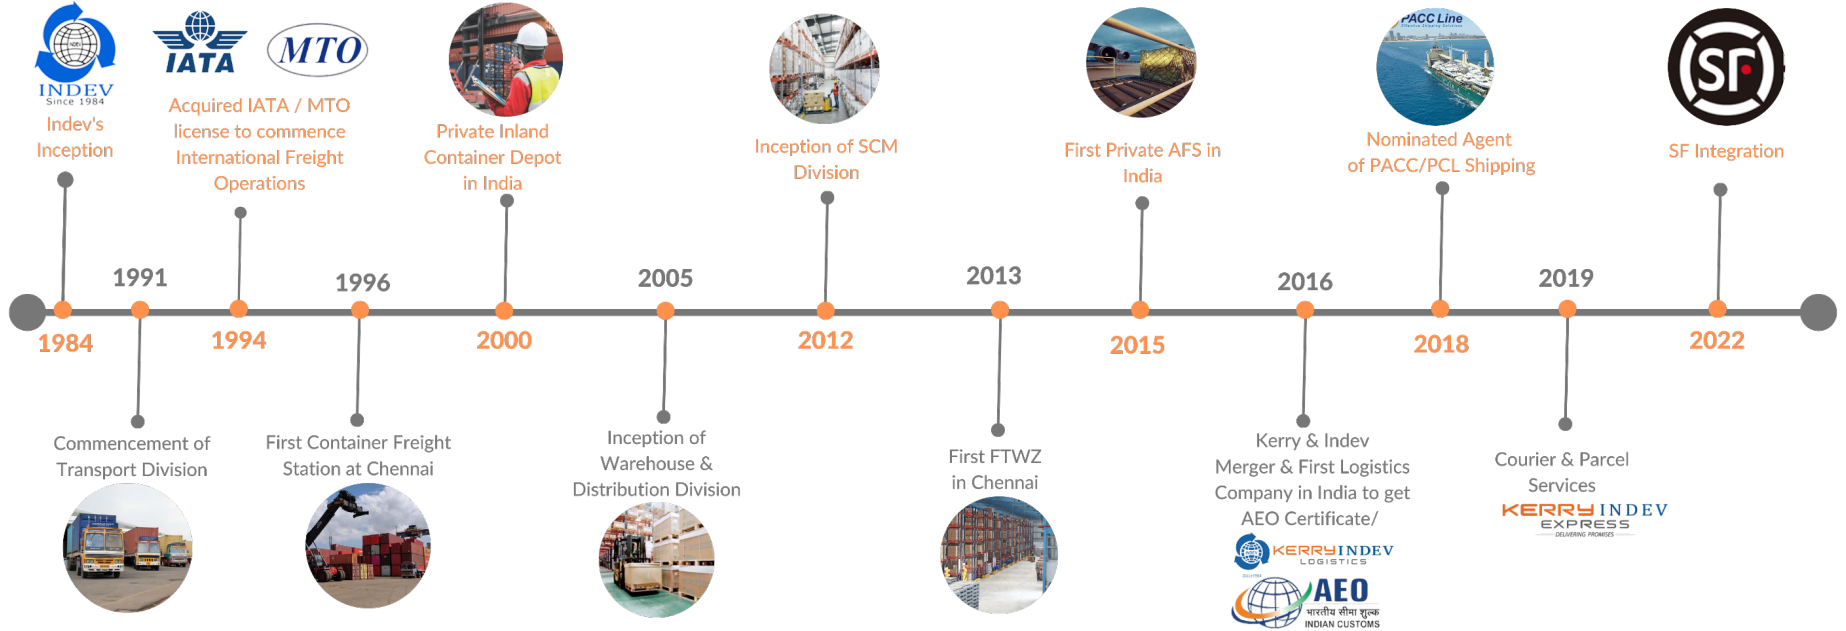 INDEV
INDEV
Since 1984
Indev's
Inception
IATA
MTO
Acquired IATA / MTO
license to commence
International Freight
Operations
Private Inland
Container Depot
in India
Inception of SCM
Division
First Private AFS in
India
PACC Line
Nominated Agent
of PACC/PCL Shipping
SF
SF Integration
1991
1996
2005
2013
2016
2019
1984
1994
2000
2012
2015
2018
2022
Commencement of
Transport Division
First Container Freight
Station at Chennai
Inception of
Warehouse &
Distribution Division
First FTWZ
in Chennai
Kerry & Indev
Merger & First Logistics
Company in India to get
AEO Certificate/
KERRYINDEV
LOGISTICS
Since 1984
AEO
भारतीय सीमा शुल्क
INDIAN CUSTOMS
Courier & Parcel
Services
KERRY INDEV
EXPRESS
DELIVERING PROMISES